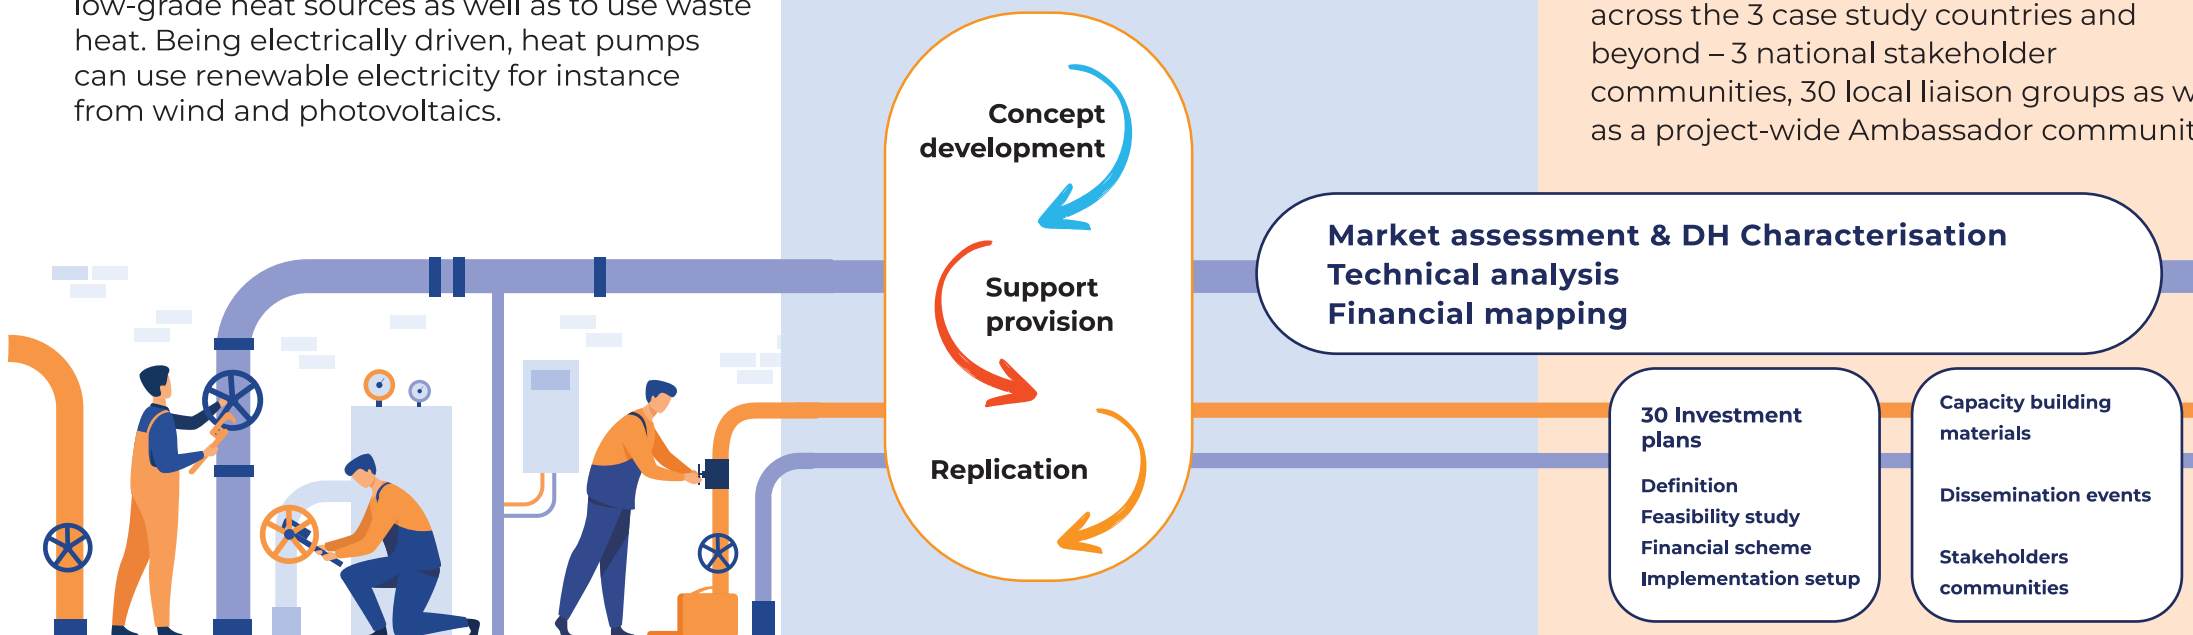 low-grade heat sources as well as to use waste
heat. Being electrically driven, heat pumps
can use renewable electricity for instance
from wind and photovoltaics.
Concept
development
Support
provision
Replication
across the 3 case study countries and
beyond – 3 national stakeholder
communities, 30 local liaison groups as
as a project-wide Ambassador
Market assessment & DH Characterisation
Technical analysis
Financial mapping
30 Investment
plans
Definition
Feasibility study
Financial scheme
Implementation setup
Capacity building
materials
Dissemination events
Stakeholders
communities